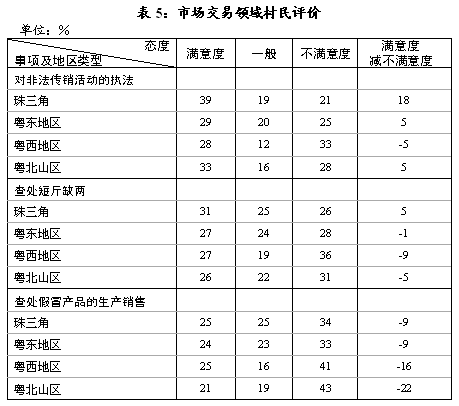 表 5：市场交易领域村民评价
单位：%
态度 满意度 一般 不满意度 满意度
事项及地区类型 减不满意度
对非法传销活动的执法
珠三角 39 19 21 18
粤东地区 29 20 25 5
粤西地区 28 12 33 -5
粤北山区 33 16 28 5
查处短斤缺两
珠三角 31 25 26 5
粤东地区 27 24 28 -1
粤西地区 27 19 36 -9
粤北山区 26 22 31 -5
查处假冒产品的生产销售
珠三角 25 25 34 -9
粤东地区 24 23 33 -9
粤西地区 25 16 41 -16
粤北山区 21 19 43 -22